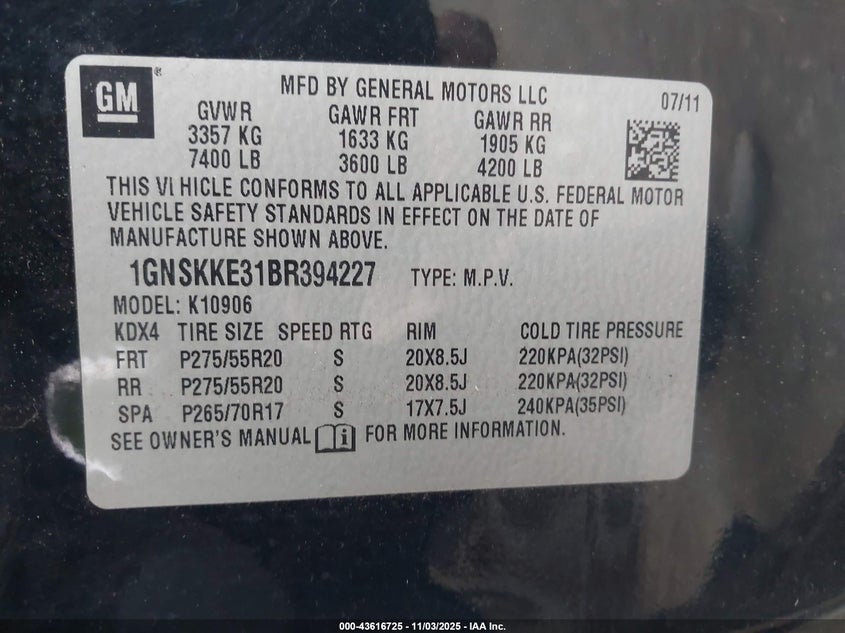 GM
MFD BY GENERAL MOTORS LLC
07/11
GVWR GAWR FRT GAWR RR
3357 KG 1633 KG 1905 KG
7400 LB 3600 LB 4200 LB
THIS VEHICLE CONFORMS TO ALL APPLICABLE U.S. FEDERAL MOTOR
VEHICLE SAFETY STANDARDS IN EFFECT ON THE DATE OF
MANUFACTURE SHOWN ABOVE.
1GNSKKE31BR394227 TYPE: M.P.V.
MODEL: K10906
KDX4 TIRE SIZE SPEED RTG RIM COLD TIRE PRESSURE
FRT P275/55R20 S 20X8.5J 220KPA(32PSI)
RR P275/55R20 S 20X8.5J 220KPA(32PSI)
SPA P265/70R17 S 17X7.5J 240KPA(35PSI)
SEE OWNER'S MANUAL i FOR MORE INFORMATION.
000-43616725 - 11/03/2025 - IAA Inc.